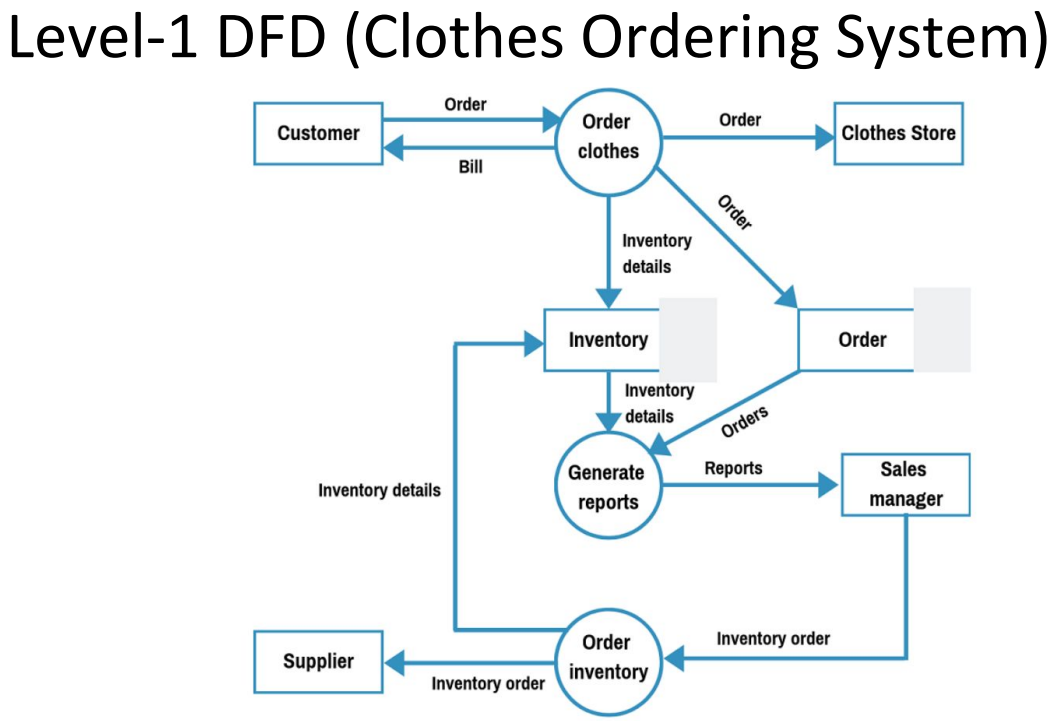 Level-1 DFD (Clothes Ordering System)
Order
Customer
Bill
Order
clothes
Order
Clothes Store
Order
Inventory
details
Inventory
Order
Inventory
details
Orders
Generate
reports
Reports
Sales
manager
Inventory details
Inventory order
Order
inventory
Supplier
Inventory order